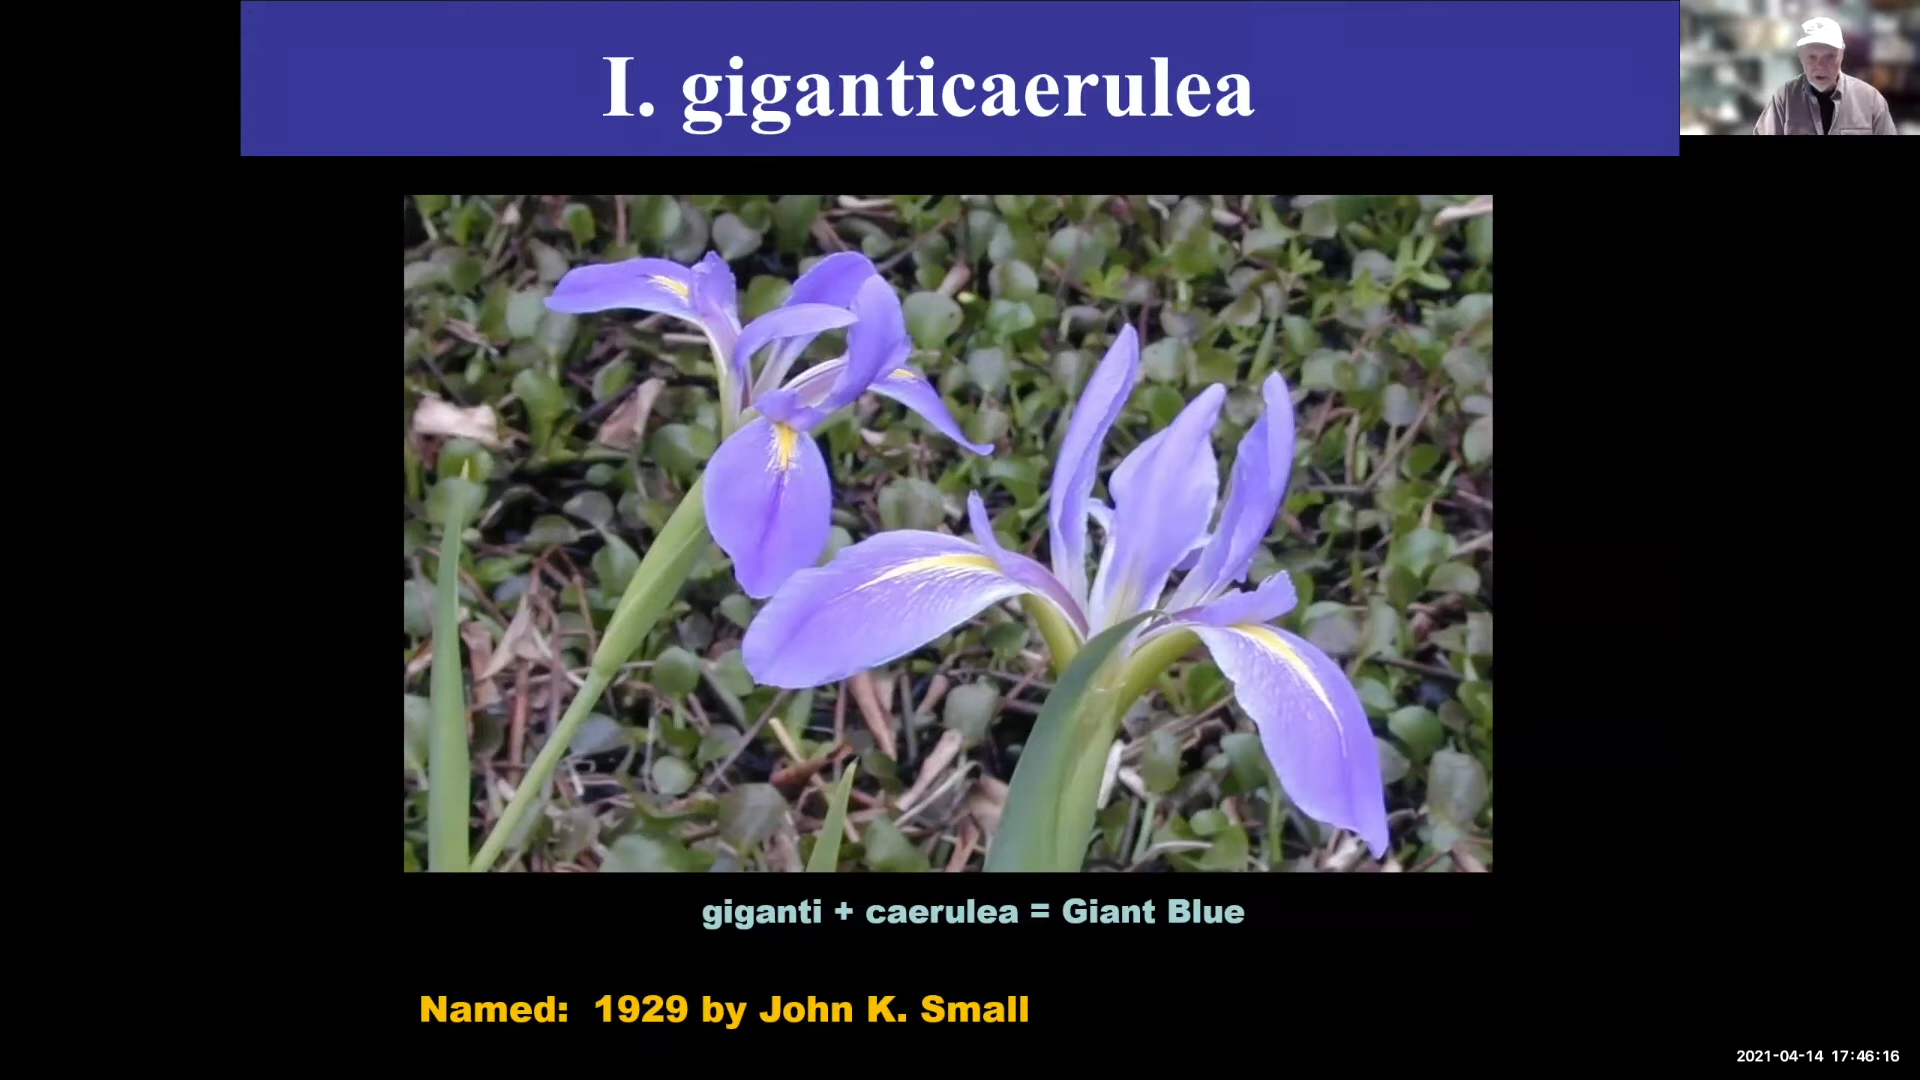 I. giganticaerulea
giganti + caerulea = Giant Blue
Named:  1929 by John K. Small
2021-04-14 17:46:16